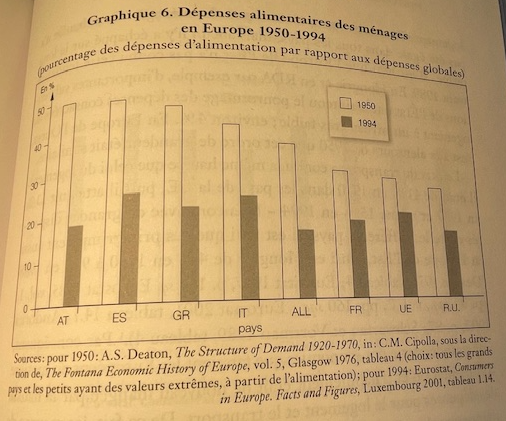 Graphique 6. Dépenses alimentaires des ménages
en Europe 1950-1994
(pourcentage des dépenses d'alimentation par rapport aux dépenses globales)
En %
1950
1994
50
40
30
20
10
0
AT ES GR IT ALL FR UE R.U.
pays
Sources: pour 1950: A.S. Deaton, The Structure of Demand 1920-1970, in: C.M. Cipolla, sous la direc-
tion de, The Fontana Economic History of Europe, vol. 5, Glasgow 1976, tableau 4 (choix: tous les grands
pays et les petits ayant des valeurs extrêmes, à partir de l'alimentation); pour 1994: Eurostat, Consumers
in Europe. Facts and Figures, Luxembourg 2001, tableau 1.14.